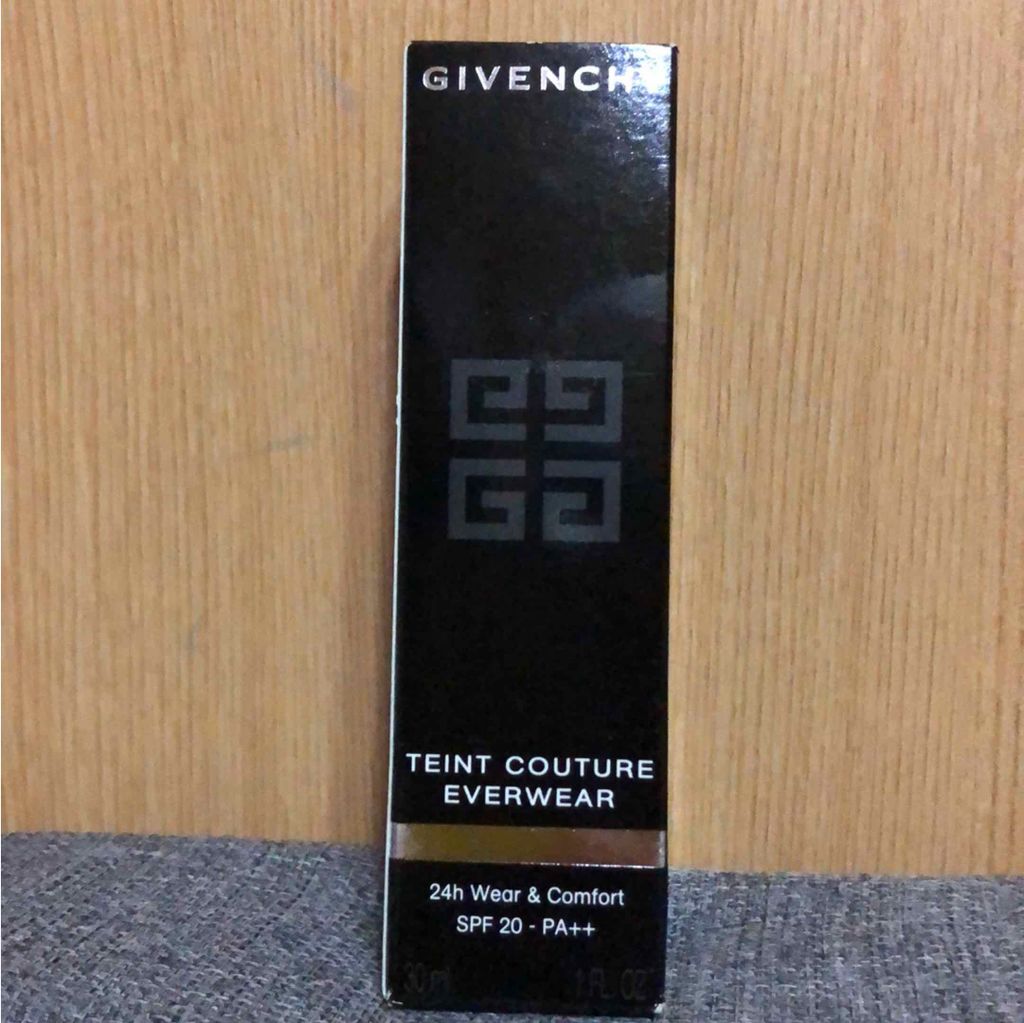 GIVENCHY
TEINT COUTURE
EVERWEAR
24h Wear & Comfort
SPF 20 - PA++
30 ml 1 FL. OZ